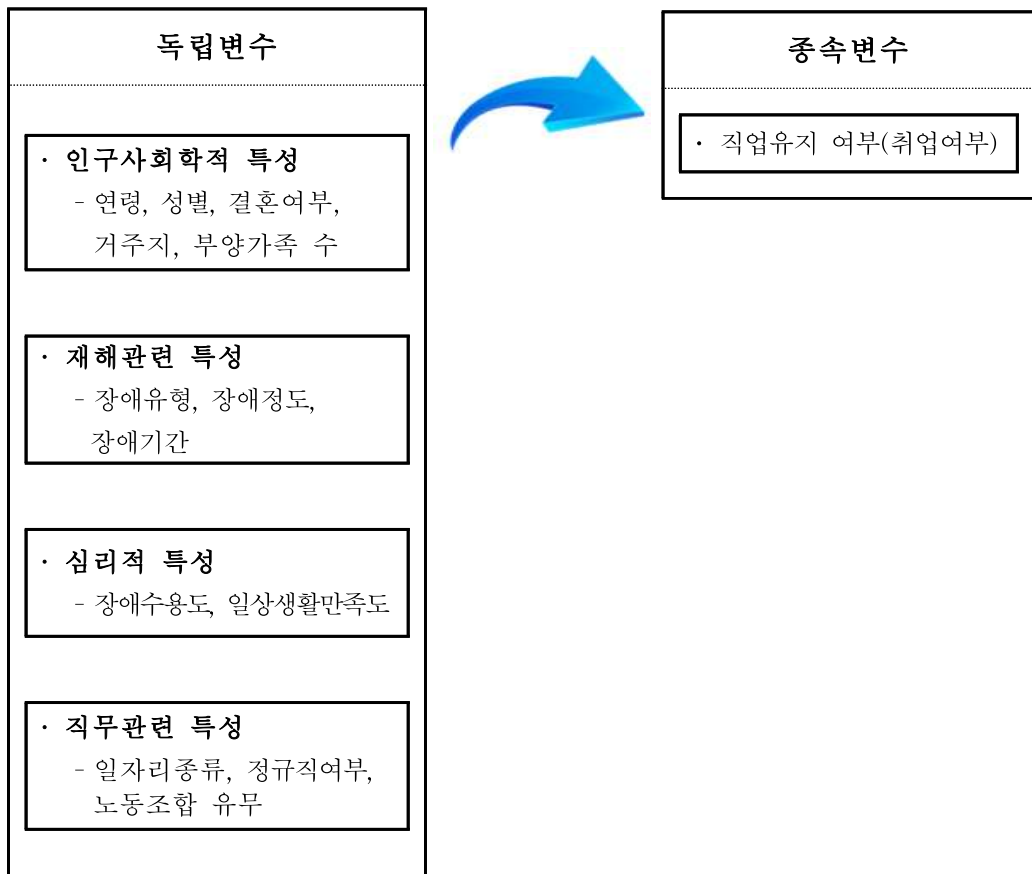 독립변수
· 인구사회학적 특성
- 연령, 성별, 결혼여부,
거주지, 부양가족 수
· 재해관련 특성
- 장애유형, 장애정도,
장애기간
· 심리적 특성
- 장애수용도, 일상생활만족도
· 직무관련 특성
- 일자리종류, 정규직여부,
노동조합 유무
종속변수
· 직업유지 여부(취업여부)